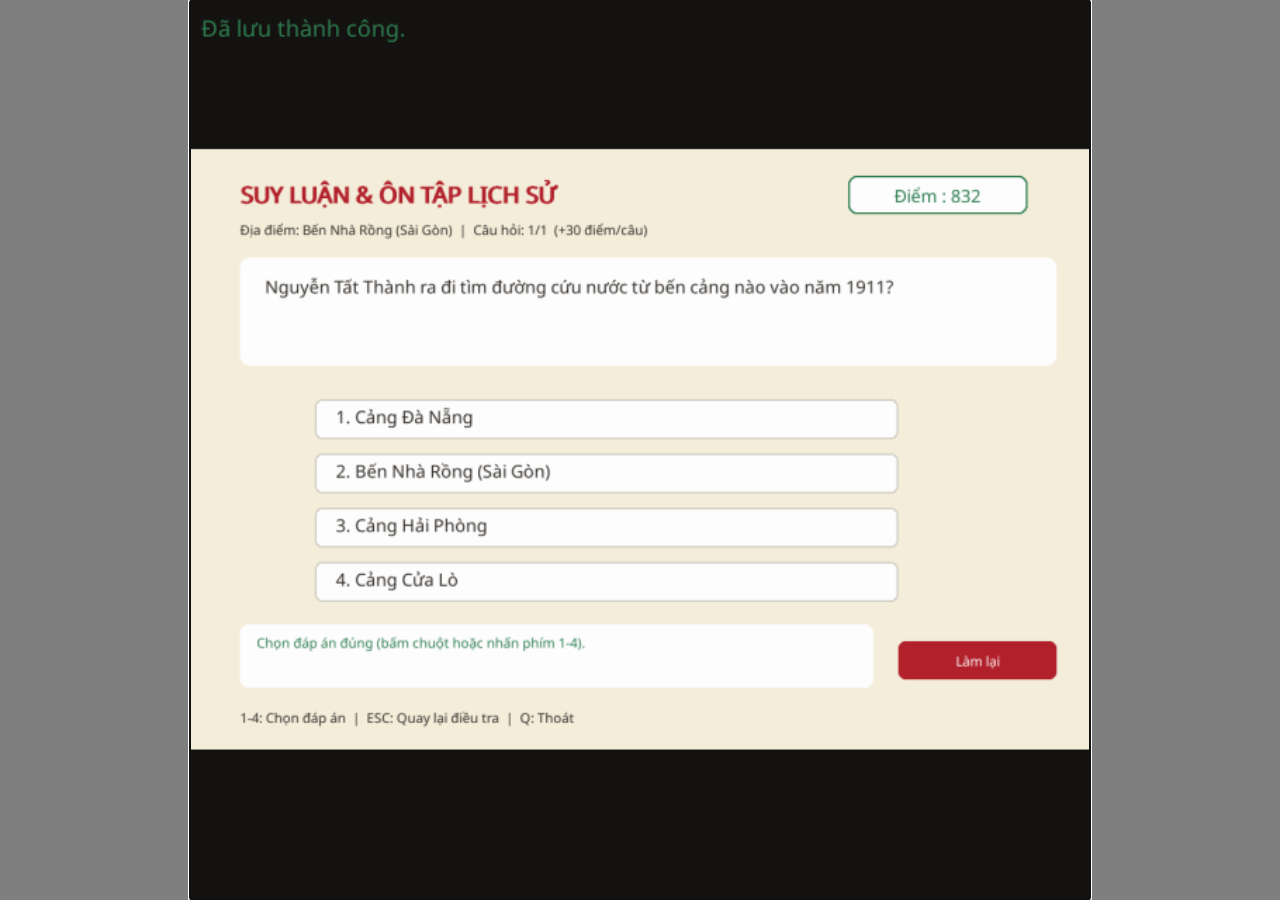 Đã lưu thành công.
SUY LUẬN & ÔN TẬP LỊCH SỬ
Điểm : 832
Địa điểm: Bến Nhà Rồng (Sài Gòn) | Câu hỏi: 1/1 (+30 điểm/câu)
Nguyễn Tất Thành ra đi tìm đường cứu nước từ bến cảng nào vào năm 1911?
1. Cảng Đà Nẵng
2. Bến Nhà Rồng (Sài Gòn)
3. Cảng Hải Phòng
4. Cảng Cửa Lò
Chọn đáp án đúng (bấm chuột hoặc nhấn phím 1-4).
Làm lại
1-4: Chọn đáp án | ESC: Quay lại điều tra | Q: Thoát